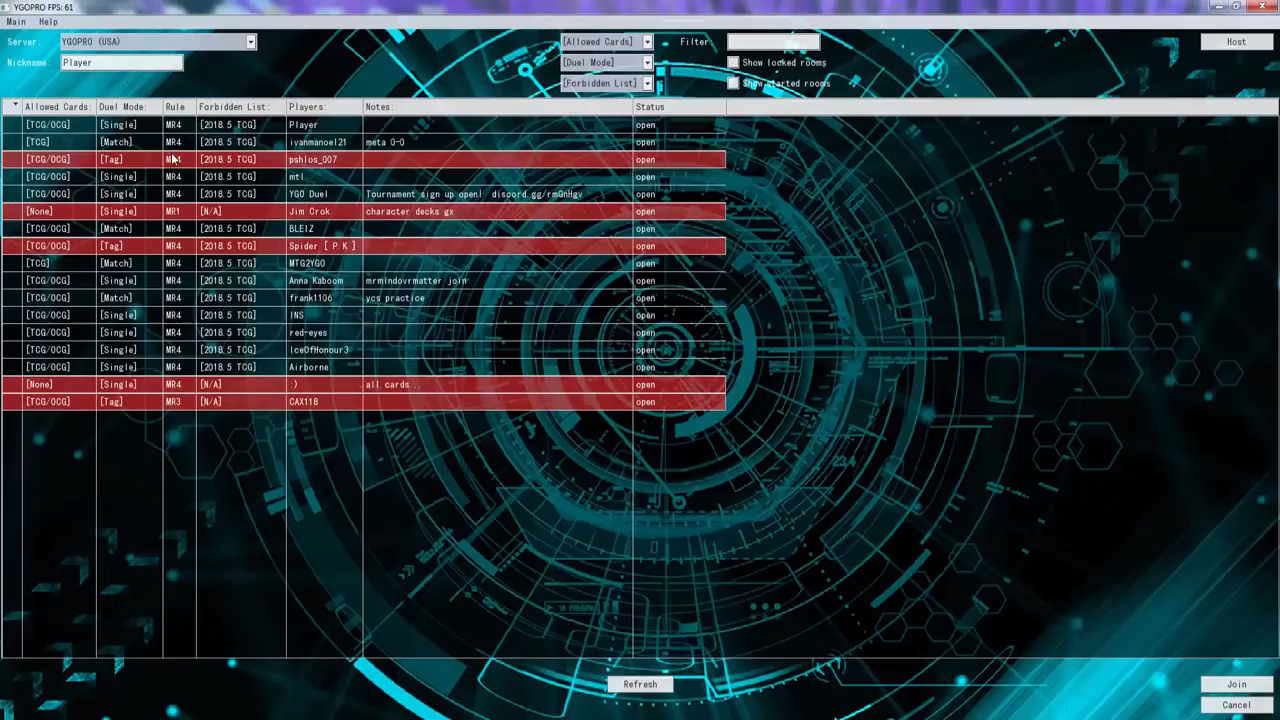 YGOPRO FPS: 61
Main Help
Server: YGOPRO (USA) [Allowed Cards] Filter: Host
Nickname: Player [Duel Mode] Show locked rooms
[Forbidden List] Show started rooms
Allowed Cards: Duel Mode: Rule Forbidden List: Players: Notes: Status
[TCG/OCG] [Single] MR4 [2018.5 TCG] Player open
[TCG] [Match] MR4 [2018.5 TCG] ivanmanoel21 meta 0-0 open
[TCG/OCG] [Tag] MR4 [2018.5 TCG] pshlos_007 open
[TCG/OCG] [Single] MR4 [2018.5 TCG] mtl open
[TCG/OCG] [Single] MR4 [2018.5 TCG] YGO Duel Tournament sign up open! discord.gg/rmGnHgv open
[None] [Single] MR1 [N/A] Jim Crok character decks gx open
[TCG/OCG] [Match] MR4 [2018.5 TCG] BLEIZ open
[TCG/OCG] [Tag] MR4 [2018.5 TCG] Spider [ P K ] open
[TCG] [Match] MR4 [2018.5 TCG] MTG2YGO open
[TCG/OCG] [Single] MR4 [2018.5 TCG] Anna Kaboom mrmindovrmatter join open
[TCG/OCG] [Match] MR4 [2018.5 TCG] frank1106 ycs practice open
[TCG/OCG] [Single] MR4 [2018.5 TCG] INS open
[TCG/OCG] [Single] MR4 [2018.5 TCG] red-eyes open
[TCG/OCG] [Single] MR4 [2018.5 TCG] IceOfHonour3 open
[TCG/OCG] [Single] MR4 [2018.5 TCG] Airborne open
[None] [Single] MR4 [N/A] :) all cards... open
[TCG/OCG] [Tag] MR3 [N/A] CAX118 open
Refresh Join
Cancel